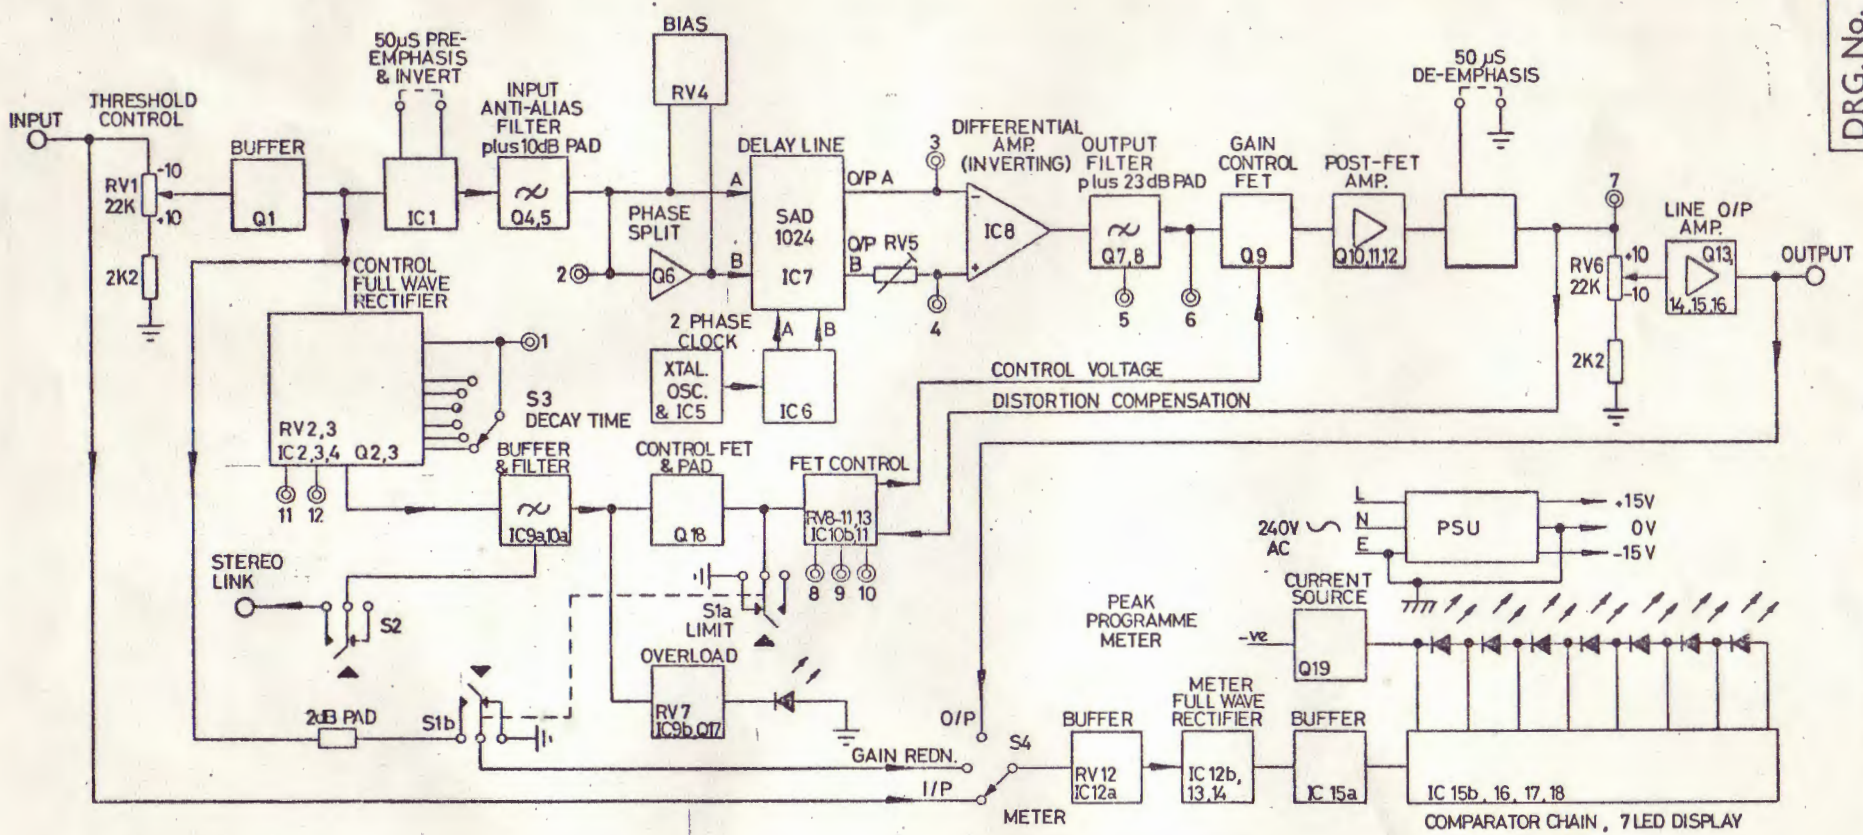 DRG.No.
INPUT
THRESHOLD
CONTROL
RV1
22K
-10
+10
2K2
BUFFER
Q1
50µS PRE-
EMPHASIS
& INVERT
IC1
INPUT
ANTI-ALIAS
FILTER
plus 10dB PAD
Q4,5
BIAS
RV4
PHASE
SPLIT
Q6
2
DELAY LINE
A
B
SAD
1024
IC7
O/P A
O/P
B
RV5
3
4
DIFFERENTIAL
AMP.
(INVERTING)
-
+
IC8
OUTPUT
FILTER
plus 23dB PAD
Q7,8
5
6
GAIN
CONTROL
FET
Q9
POST-FET
AMP.
Q10,11,12
50 µS
DE-EMPHASIS
7
RV6
22K
+10
-10
2K2
LINE O/P
AMP.
Q13,
14,15,16
OUTPUT
CONTROL
FULL WAVE
RECTIFIER
1
S3
DECAY TIME
RV2,3
IC2,3,4 Q2,3
11 12
2 PHASE
CLOCK
XTAL.
OSC.
& IC5
A
B
IC6
CONTROL VOLTAGE
DISTORTION COMPENSATION
BUFFER
& FILTER
IC9a,10a
CONTROL FET
& PAD
Q18
FET CONTROL
RV8-11,13
IC10b,11
8 9 10
STEREO
LINK
S2
S1a
LIMIT
OVERLOAD
RV7
IC9b,Q17
2dB PAD
S1b
GAIN REDN.
I/P
O/P
S4
METER
240V
AC
L
N
E
PSU
+15V
0V
-15V
PEAK
PROGRAMME
METER
CURRENT
SOURCE
-ve
Q19
BUFFER
RV12
IC12a
METER
FULL WAVE
RECTIFIER
IC12b,
13,14
BUFFER
IC15a
IC15b, 16, 17, 18
COMPARATOR CHAIN, 7 LED DISPLAY